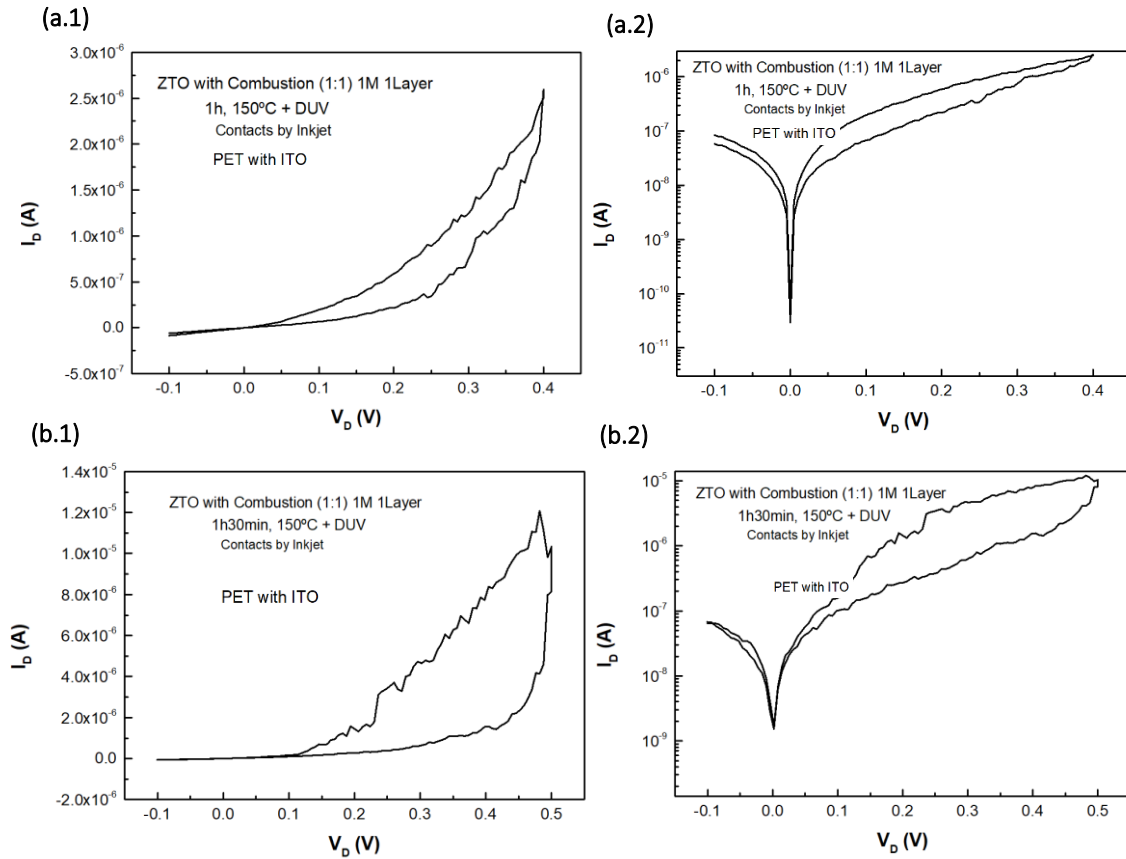 (a.1)
3.0x10⁻⁶
2.5x10⁻⁶
2.0x10⁻⁶
1.5x10⁻⁶
1.0x10⁻⁶
5.0x10⁻⁷
0.0
-5.0x10⁻⁷
I_D (A)
ZTO with Combustion (1:1) 1M 1Layer
1h, 150ºC + DUV
Contacts by Inkjet
PET with ITO
-0.1 0.0 0.1 0.2 0.3 0.4
V_D (V)
(a.2)
10⁻⁶
10⁻⁷
10⁻⁸
10⁻⁹
10⁻¹⁰
10⁻¹¹
I_D (A)
ZTO with Combustion (1:1) 1M 1Layer
1h, 150ºC + DUV
Contacts by Inkjet
PET with ITO
-0.1 0.0 0.1 0.2 0.3 0.4
V_D (V)
(b.1)
1.4x10⁻⁵
1.2x10⁻⁵
1.0x10⁻⁵
8.0x10⁻⁶
6.0x10⁻⁶
4.0x10⁻⁶
2.0x10⁻⁶
0.0
-2.0x10⁻⁶
I_D (A)
ZTO with Combustion (1:1) 1M 1Layer
1h30min, 150ºC + DUV
Contacts by Inkjet
PET with ITO
-0.1 0.0 0.1 0.2 0.3 0.4 0.5
V_D (V)
(b.2)
10⁻⁵
10⁻⁶
10⁻⁷
10⁻⁸
10⁻⁹
I_D (A)
ZTO with Combustion (1:1) 1M 1Layer
1h30min, 150ºC + DUV
Contacts by Inkjet
PET with ITO
-0.1 0.0 0.1 0.2 0.3 0.4 0.5
V_D (V)